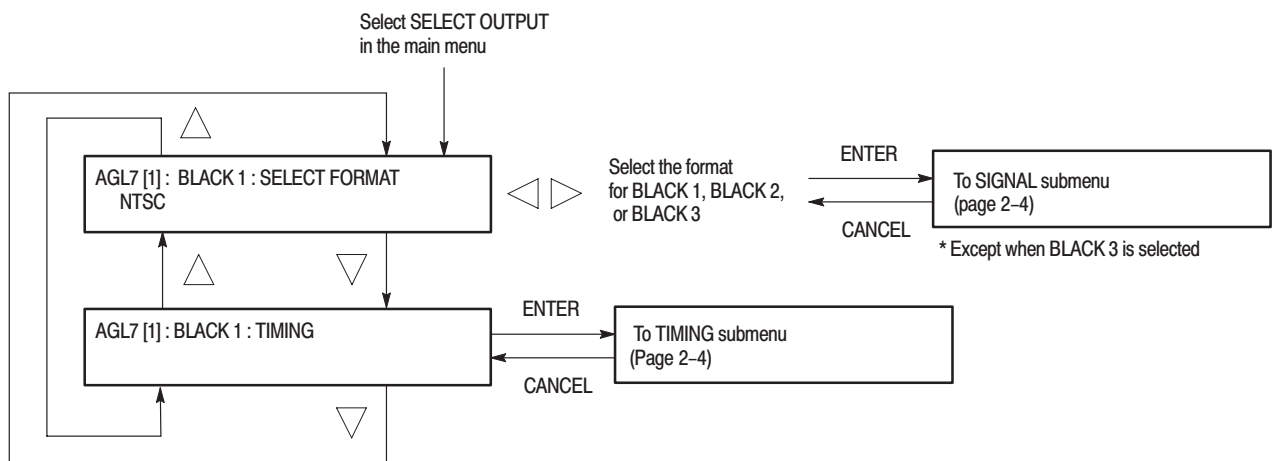 Select SELECT OUTPUT
in the main menu
AGL7 [1] : BLACK 1 : SELECT FORMAT
NTSC
Select the format
for BLACK 1, BLACK 2,
or BLACK 3
ENTER
CANCEL
To SIGNAL submenu
(page 2–4)
* Except when BLACK 3 is selected
AGL7 [1] : BLACK 1 : TIMING
ENTER
CANCEL
To TIMING submenu
(Page 2–4)